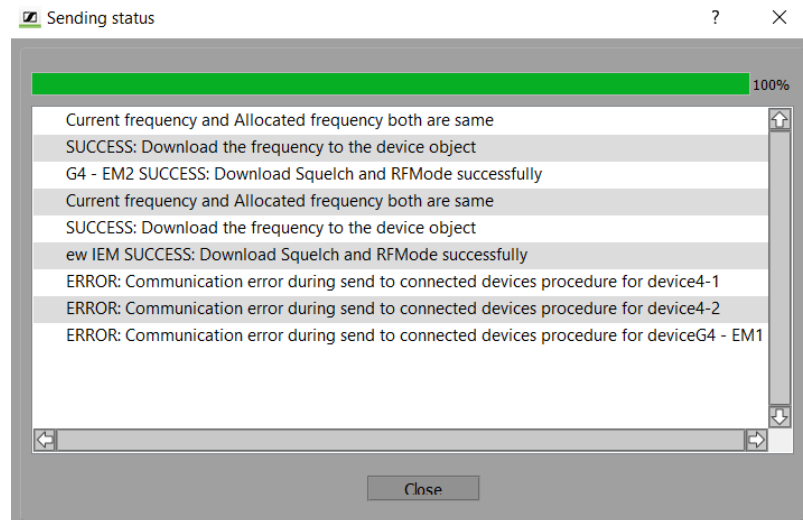 Sending status
?
100%
Current frequency and Allocated frequency both are same
SUCCESS: Download the frequency to the device object
G4 - EM2 SUCCESS: Download Squelch and RFMode successfully
Current frequency and Allocated frequency both are same
SUCCESS: Download the frequency to the device object
ew IEM SUCCESS: Download Squelch and RFMode successfully
ERROR: Communication error during send to connected devices procedure for device4-1
ERROR: Communication error during send to connected devices procedure for device4-2
ERROR: Communication error during send to connected devices procedure for deviceG4 - EM1
Close